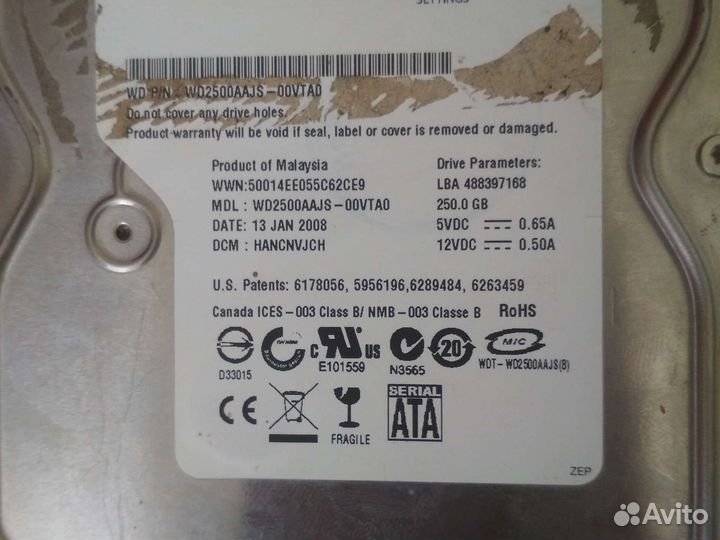 SETTINGS
WD P/N: WD2500AAJS-00VTA0
Do not cover any drive holes.
Product warranty will be void if seal, label or cover is removed or damaged.
Product of Malaysia
WWN:50014EE055C62CE9
MDL : WD2500AAJS-00VTA0
DATE: 13 JAN 2008
DCM : HANCNVJCH
Drive Parameters:
LBA 488397168
250.0 GB
5VDC 0.65A
12VDC 0.50A
U.S. Patents: 6178056, 5956196,6289484, 6263459
Canada ICES-003 Class B/ NMB-003 Classe B RoHS
D33015
c RU US
E101559
N3565
20
MIC
WDT-WD2500AAJS(B)
CE
FRAGILE
SERIAL
ATA
ZEP
Avito